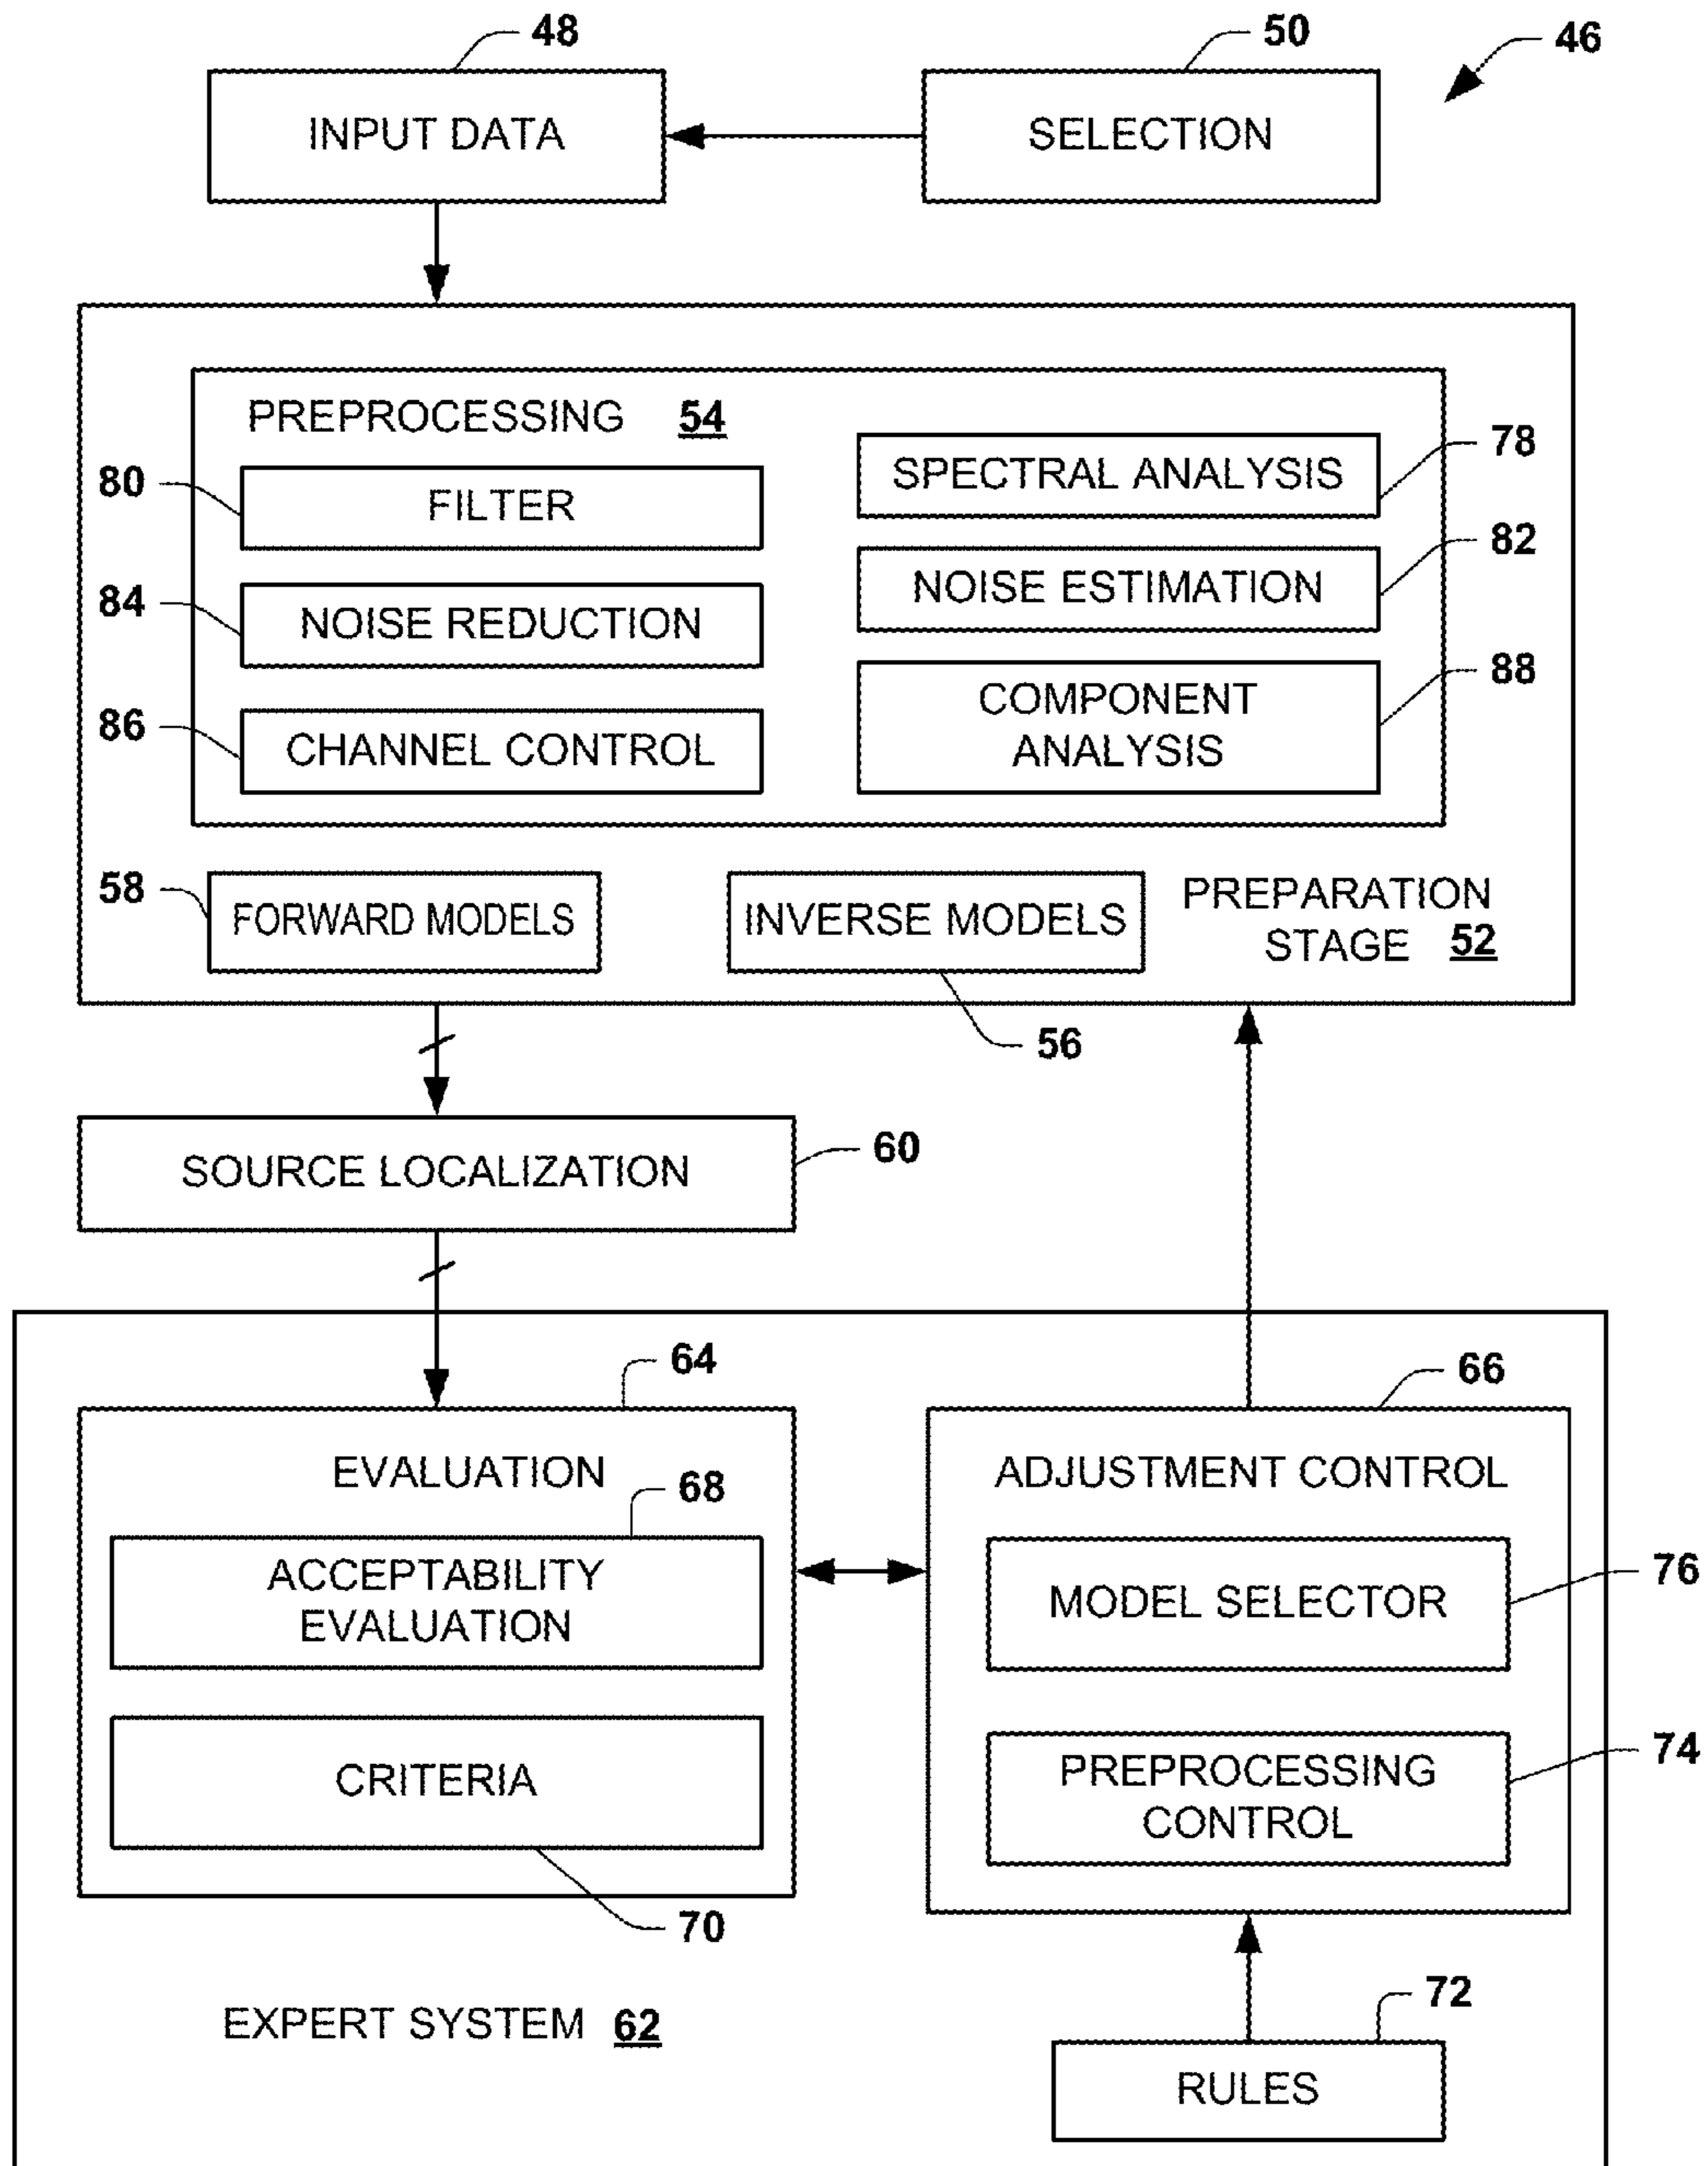 48
50
46
INPUT DATA
SELECTION
PREPROCESSING 54
78
80
FILTER
SPECTRAL ANALYSIS
82
84
NOISE REDUCTION
NOISE ESTIMATION
88
86
CHANNEL CONTROL
COMPONENT
ANALYSIS
58
FORWARD MODELS
INVERSE MODELS
PREPARATION
STAGE 52
56
SOURCE LOCALIZATION
60
64
66
EVALUATION
68
ACCEPTABILITY
EVALUATION
CRITERIA
70
ADJUSTMENT CONTROL
MODEL SELECTOR
76
PREPROCESSING
CONTROL
74
EXPERT SYSTEM 62
72
RULES